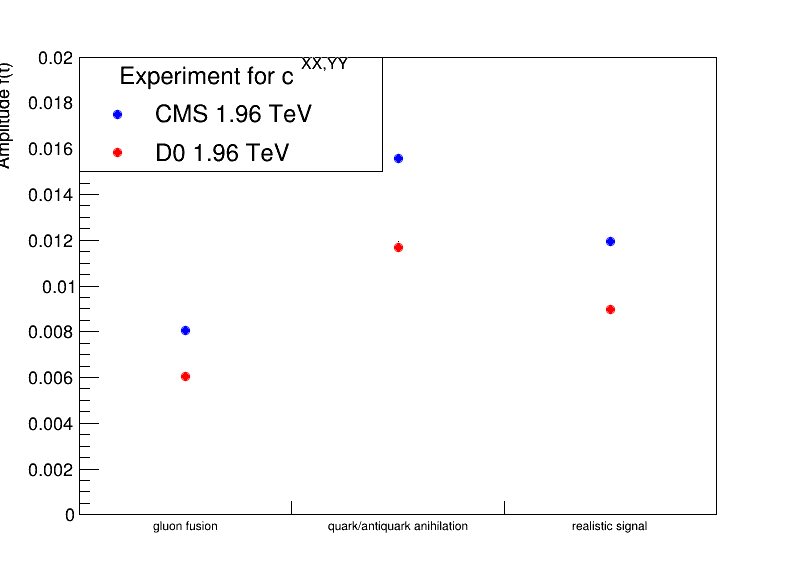 Amplitude f(t)
0.02
0.018
0.016
0.014
0.012
0.01
0.008
0.006
0.004
0.002
0
Experiment for c XX,YY
CMS 1.96 TeV
D0 1.96 TeV
gluon fusion
quark/antiquark anihilation
realistic signal